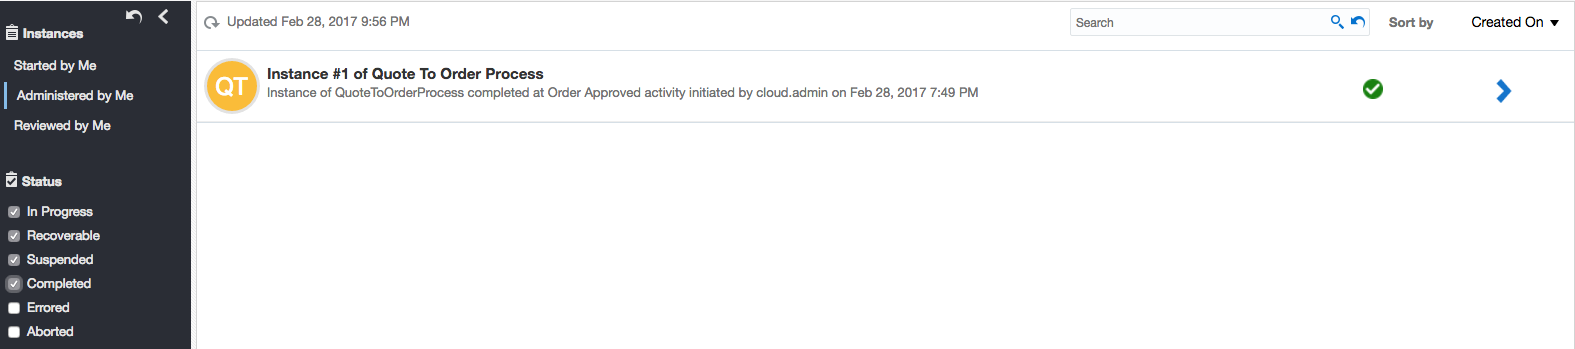 Instances
Started by Me
Administered by Me
Reviewed by Me
Status
In Progress
Recoverable
Suspended
Completed
Errored
Aborted
Updated Feb 28, 2017 9:56 PM
Search
Sort by
Created On
QT
Instance #1 of Quote To Order Process
Instance of QuoteToOrderProcess completed at Order Approved activity initiated by cloud.admin on Feb 28, 2017 7:49 PM